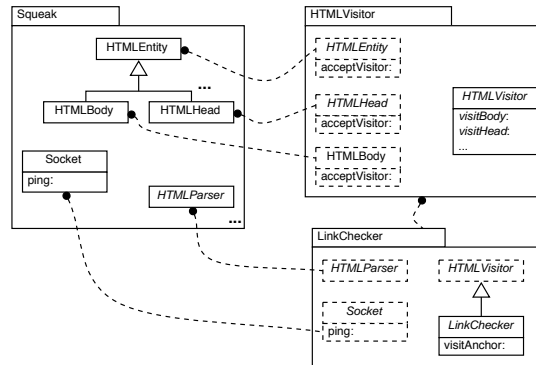 Squeak
HTMLEntity
...
HTMLBody
HTMLHead
Socket
ping:
HTMLParser
...
HTMLVisitor
HTMLEntity
acceptVisitor:
HTMLHead
acceptVisitor:
HTMLBody
acceptVisitor:
HTMLVisitor
visitBody:
visitHead:
...
LinkChecker
HTMLParser
HTMLVisitor
Socket
ping:
LinkChecker
visitAnchor: